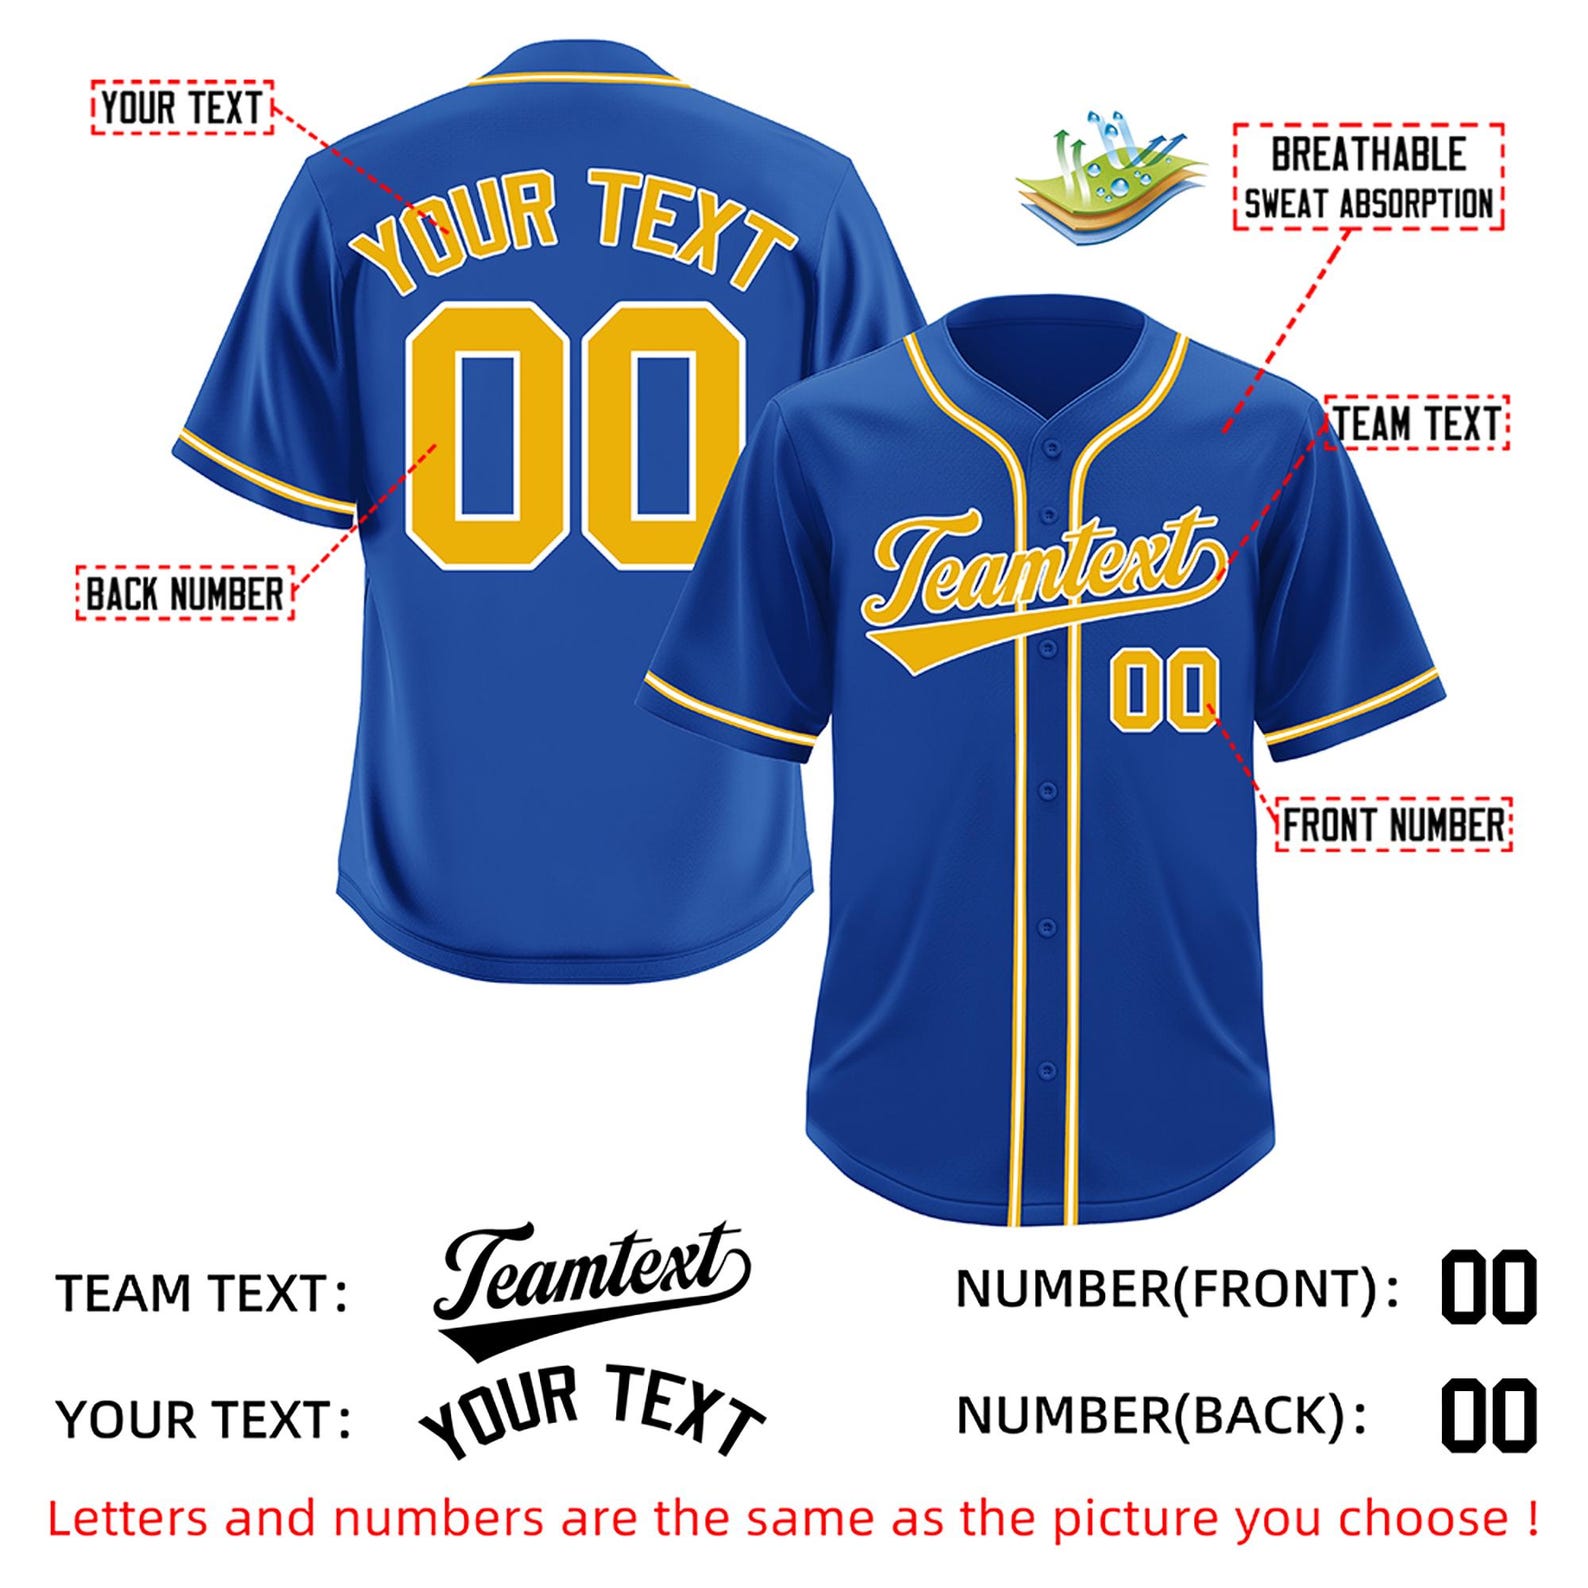 YOUR TEXT
BREATHABLE
SWEAT ABSORPTION
YOUR TEXT
00
TEAM TEXT
Teamtext
BACK NUMBER
00
FRONT NUMBER
TEAM TEXT: Teamtext
NUMBER(FRONT): 00
YOUR TEXT: YOUR TEXT
NUMBER(BACK): 00
Letters and numbers are the same as the picture you choose !